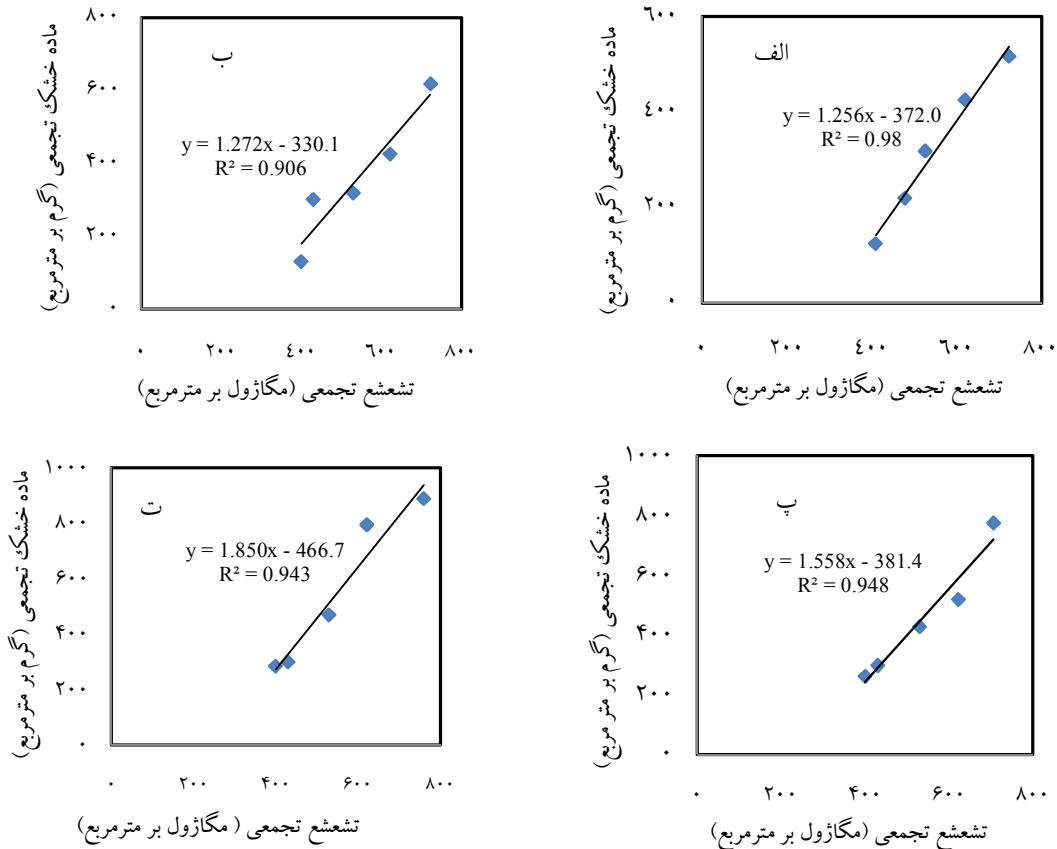 الف
ماده خشک تجمعی (گرم بر مترمربع)
۶۰۰
٤۰۰
۲۰۰
۰
y = 1.256x - 372.0
R² = 0.98
۰ ۲۰۰ ٤۰۰ ٦۰۰ ۸۰۰
تشعشع تجمعی (مگاژول بر مترمربع)
ب
ماده خشک تجمعی (گرم بر مترمربع)
۸۰۰
۶۰۰
۴۰۰
۲۰۰
۰
y = 1.272x - 330.1
R² = 0.906
۰ ۲۰۰ ٤۰۰ ٦۰۰ ۸۰۰
تشعشع تجمعی (مگاژول بر مترمربع)
پ
ماده خشک تجمعی (گرم بر متر مربع)
۱۰۰۰
۸۰۰
۶۰۰
۴۰۰
۲۰۰
۰
y = 1.558x - 381.4
R² = 0.948
۰ ۲۰۰ ۴۰۰ ۶۰۰ ۸۰۰
تشعشع تجمعی (مگاژول بر مترمربع)
ت
ماده خشک تجمعی (گرم بر مترمربع)
۱۰۰۰
۸۰۰
۶۰۰
۴۰۰
۲۰۰
۰
y = 1.850x - 466.7
R² = 0.943
۰ ۲۰۰ ۴۰۰ ۶۰۰ ۸۰۰
تشعشع تجمعی ( مگاژول بر مترمربع)